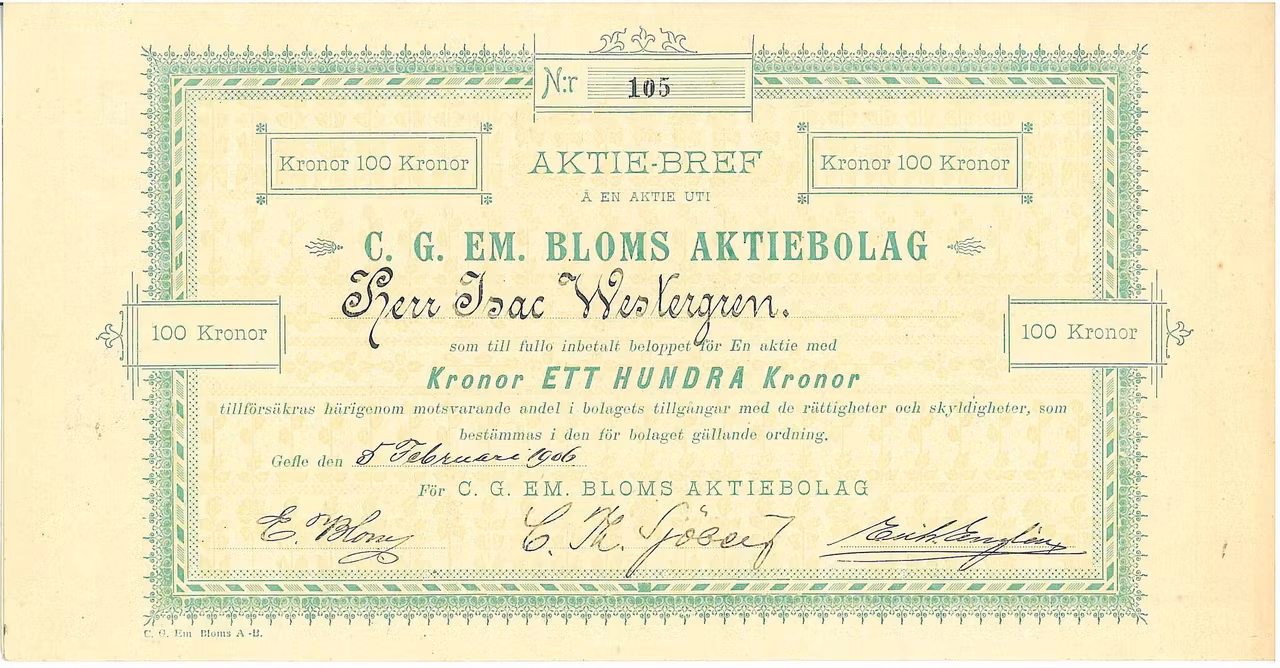 N:r 105
Kronor 100 Kronor AKTIE-BREF Kronor 100 Kronor
Å EN AKTIE UTI
C. G. EM. BLOMS AKTIEBOLAG
Herr Isac Westergren.
100 Kronor 100 Kronor
som till fullo inbetalt beloppet för En aktie med
Kronor ETT HUNDRA Kronor
tillförsäkras härigenom motsvarande andel i bolagets tillgångar med de rättigheter och skyldigheter, som
bestämmas i den för bolaget gällande ordning.
Gefle den 5 Februari 1906
För C. G. EM. BLOMS AKTIEBOLAG
E. Blom C. Th. Sjöberg Erik
C. G. Em Bloms A.-B.